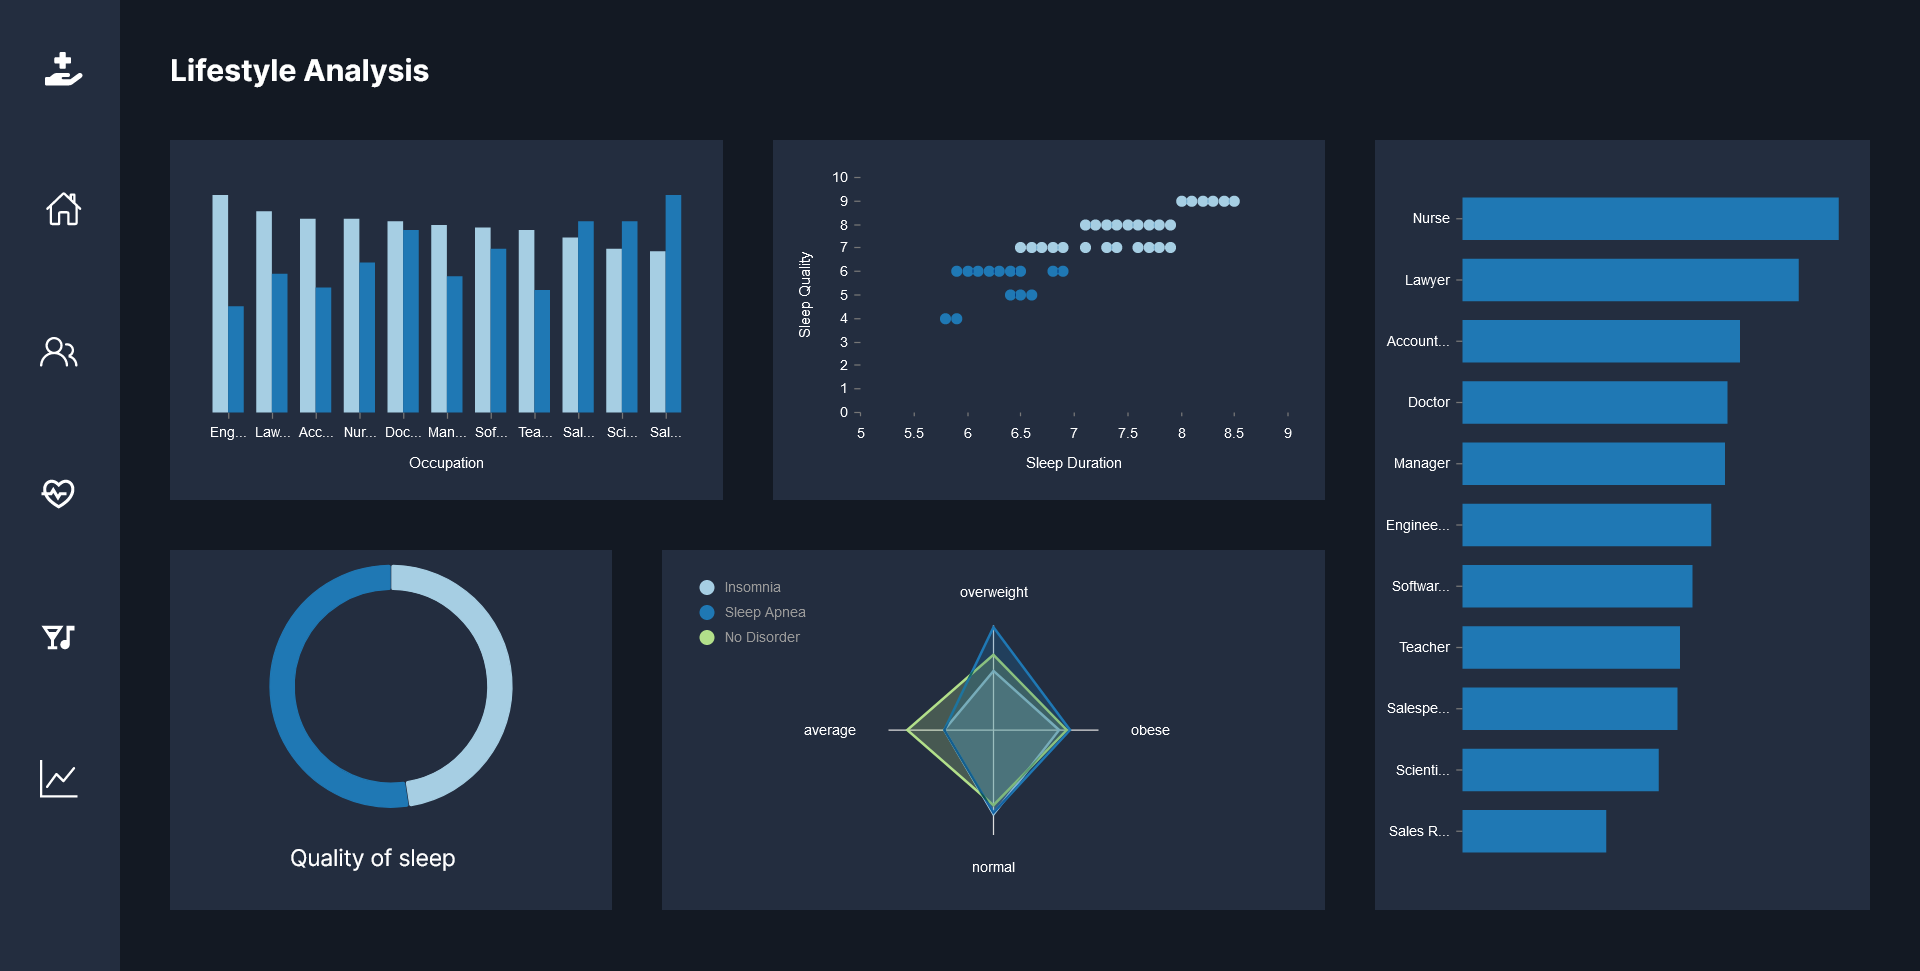 Lifestyle Analysis
Eng... Law... Acc... Nur... Doc... Man... Sof... Tea... Sal... Sci... Sal...
Occupation
Sleep Quality
10
9
8
7
6
5
4
3
2
1
0
5 5.5 6 6.5 7 7.5 8 8.5 9
Sleep Duration
Nurse
Lawyer
Account...
Doctor
Manager
Enginee...
Softwar...
Teacher
Salespe...
Scienti...
Sales R...
Quality of sleep
Insomnia
Sleep Apnea
No Disorder
overweight
average
obese
normal